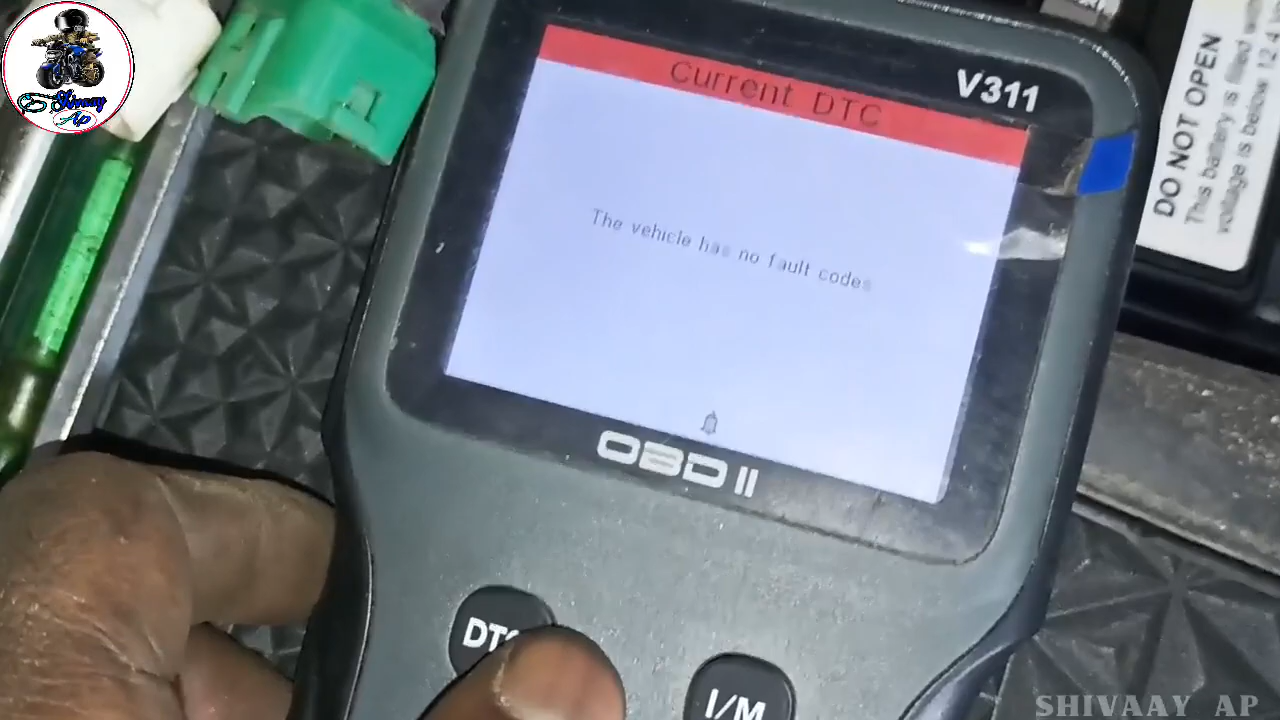 Shivaay
Ap
Current DTC
V311
The vehicle has no fault codes
OBD II
DTC
I/M
DO NOT OPEN
This battery is filled
voltage is below 12.4
SHIVAAY AP